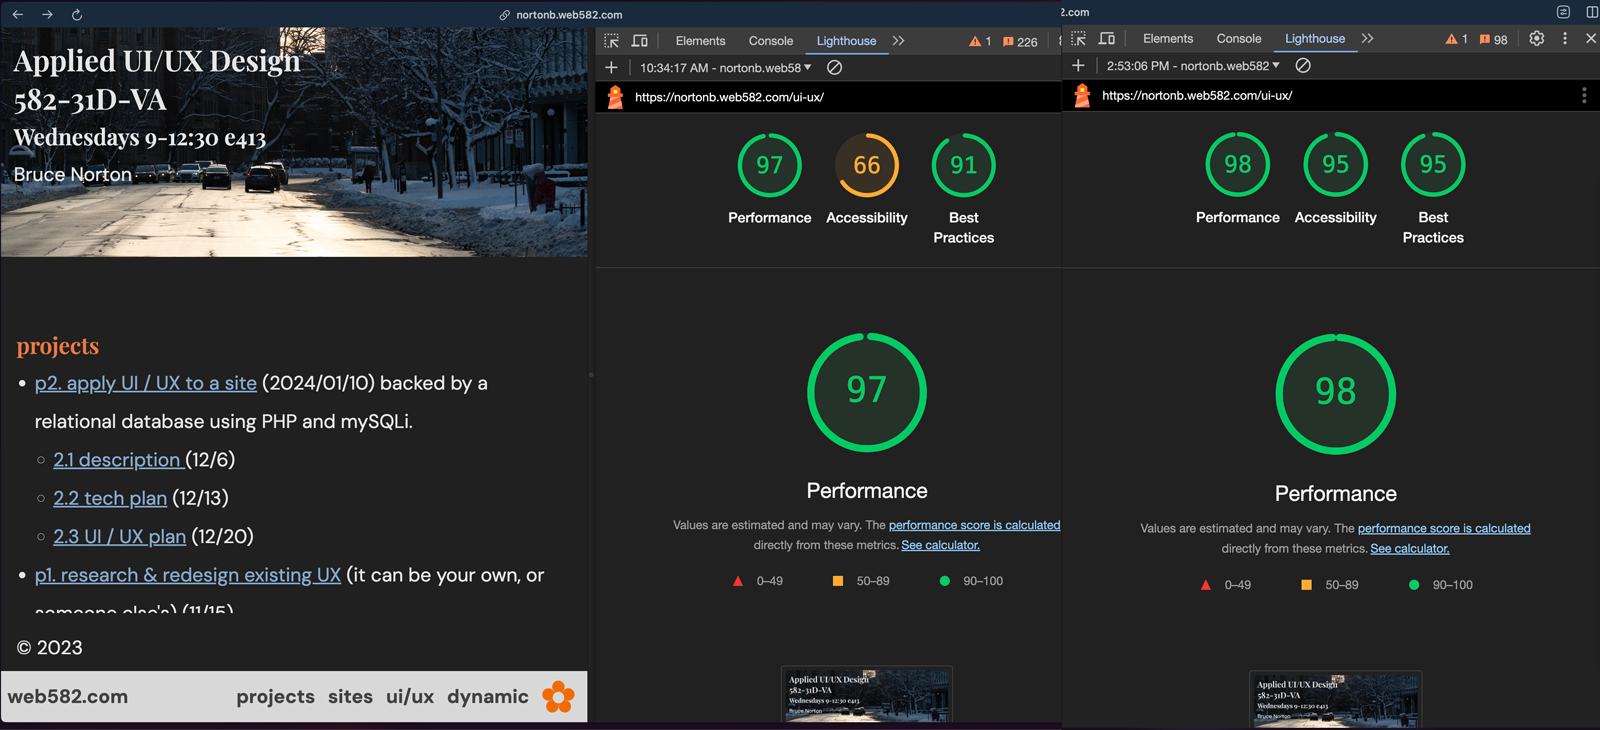 nortonb.web582.com
Applied UI/UX Design
582-31D-VA
Wednesdays 9-12:30 e413
Bruce Norton
projects
p2. apply UI / UX to a site (2024/01/10) backed by a
relational database using PHP and mySQLi.
2.1 description (12/6)
2.2 tech plan (12/13)
2.3 UI / UX plan (12/20)
p1. research & redesign existing UX (it can be your own, or
someone else's) (11/15)
© 2023
web582.com projects sites ui/ux dynamic
Elements Console Lighthouse 1 226
10:34:17 AM - nortonb.web58
https://nortonb.web582.com/ui-ux/
97 66 91
Performance Accessibility Best
Practices
97
Performance
Values are estimated and may vary. The performance score is calculated
directly from these metrics. See calculator.
0–49 50–89 90–100
Applied UI/UX Design
582-31D-VA
Wednesdays 9-12:30 e413
Bruce Norton
2.com
Elements Console Lighthouse 1 98
2:53:06 PM - nortonb.web582
https://nortonb.web582.com/ui-ux/
98 95 95
Performance Accessibility Best
Practices
98
Performance
Values are estimated and may vary. The performance score is calculated
directly from these metrics. See calculator.
0–49 50–89 90–100
Applied UI/UX Design
582-31D-VA
Wednesdays 9-12:30 e413
Bruce Norton